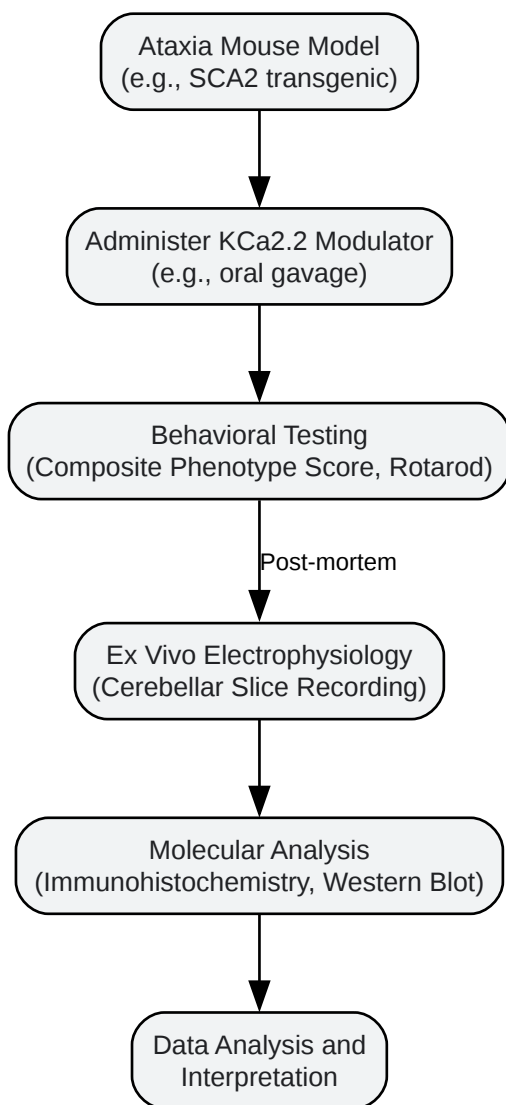 Ataxia Mouse Model
(e.g., SCA2 transgenic)
Administer KCa2.2 Modulator
(e.g., oral gavage)
Behavioral Testing
(Composite Phenotype Score, Rotarod)
Post-mortem
Ex Vivo Electrophysiology
(Cerebellar Slice Recording)
Molecular Analysis
(Immunohistochemistry, Western Blot)
Data Analysis and
Interpretation